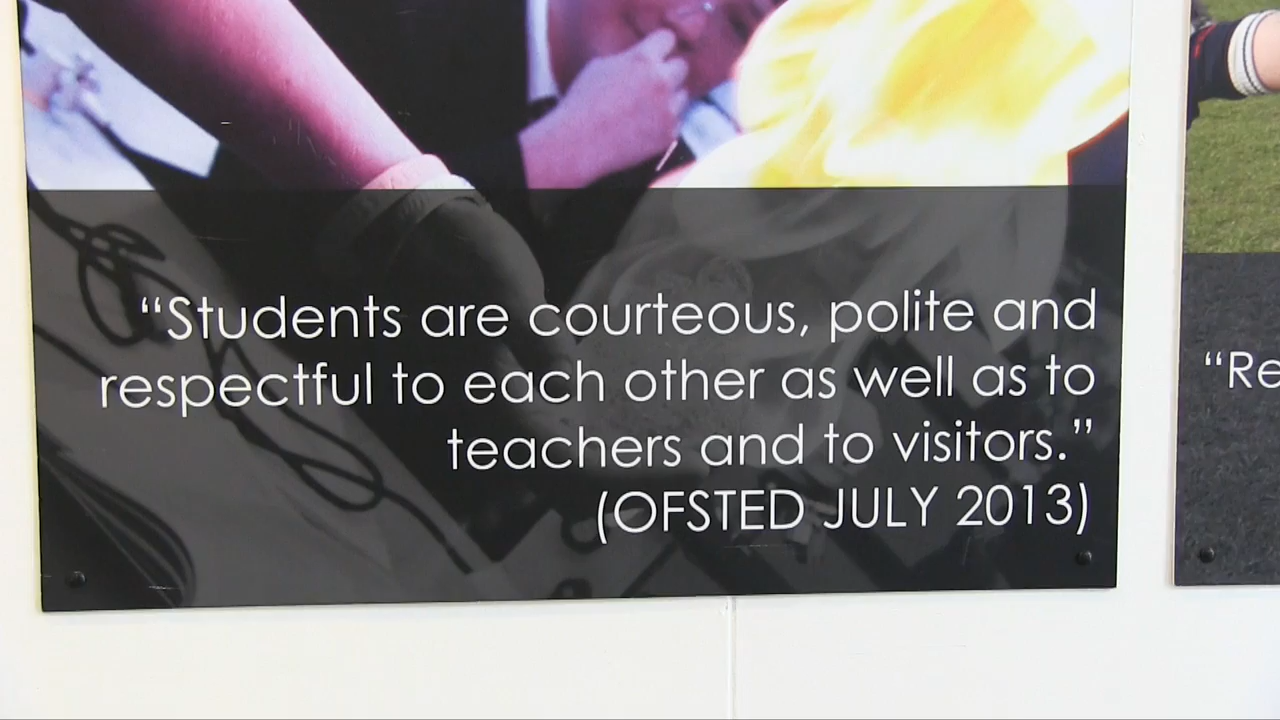 “Students are courteous, polite and
respectful to each other as well as to
teachers and to visitors.”
(OFSTED JULY 2013)
“Re